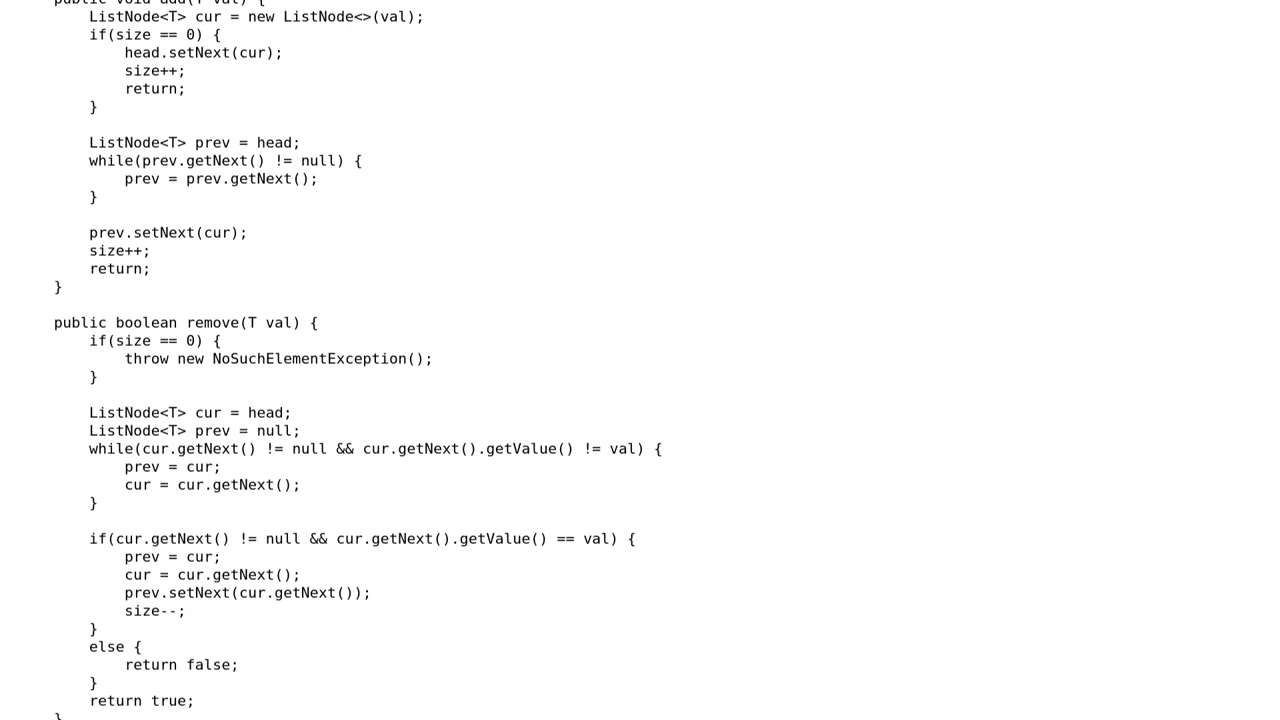 public void add(T val) {
ListNode<T> cur = new ListNode<>(val);
if(size == 0) {
head.setNext(cur);
size++;
return;
}
ListNode<T> prev = head;
while(prev.getNext() != null) {
prev = prev.getNext();
}
prev.setNext(cur);
size++;
return;
}
public boolean remove(T val) {
if(size == 0) {
throw new NoSuchElementException();
}
ListNode<T> cur = head;
ListNode<T> prev = null;
while(cur.getNext() != null && cur.getNext().getValue() != val) {
prev = cur;
cur = cur.getNext();
}
if(cur.getNext() != null && cur.getNext().getValue() == val) {
prev = cur;
cur = cur.getNext();
prev.setNext(cur.getNext());
size--;
}
else {
return false;
}
return true;
}